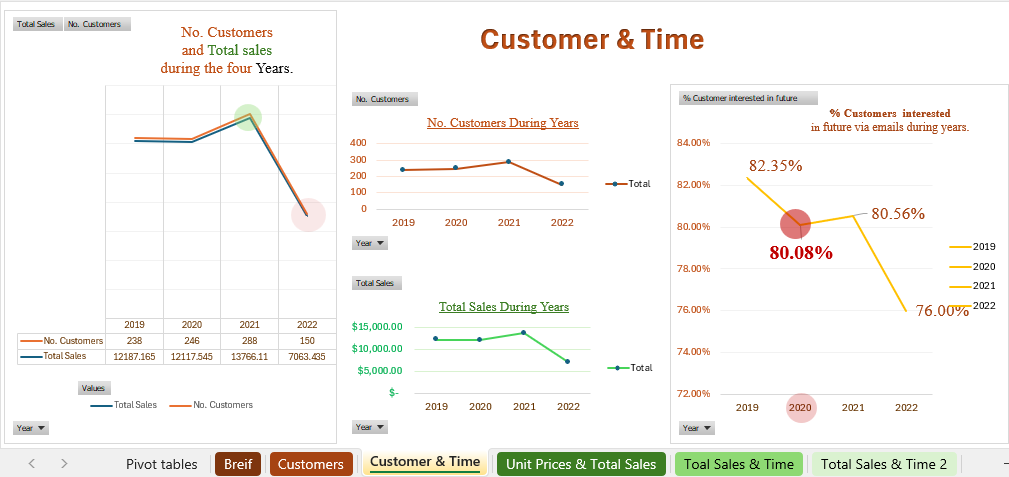 Total Sales No. Customers
No. Customers
and Total sales
during the four Years.
2019 2020 2021 2022
No. Customers 238 246 288 150
Total Sales 12187.165 12117.545 13766.11 7063.435
Values
Total Sales No. Customers
Year
Customer & Time
No. Customers
No. Customers During Years
400
300
200
100
0
2019 2020 2021 2022
Total
Year
Total Sales
Total Sales During Years
$15,000.00
$10,000.00
$5,000.00
$-
2019 2020 2021 2022
Total
Year
% Customer interested in future
% Customers interested
in future via emails during years.
84.00%
82.00%
80.00%
78.00%
76.00%
74.00%
72.00%
82.35%
80.08%
80.56%
76.00%
2019 2020 2021 2022
2019
2020
2021
2022
Year
Pivot tables Breif Customers Customer & Time Unit Prices & Total Sales Toal Sales & Time Total Sales & Time 2